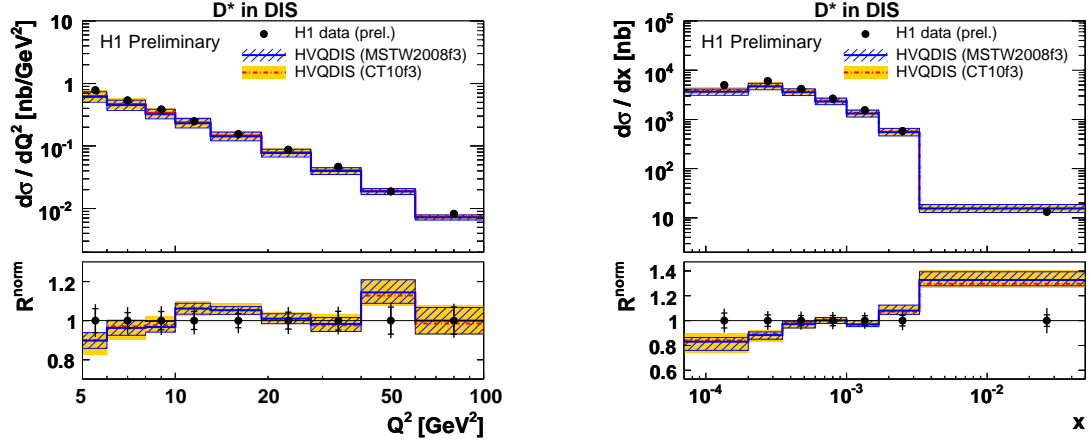 D* in DIS
H1 Preliminary
H1 data (prel.)
HVQDIS (MSTW2008f3)
HVQDIS (CT10f3)
dσ / dQ² [nb/GeV²]
10
1
10⁻¹
10⁻²
R^norm
1.2
1
0.8
5 10 20 30 100
Q² [GeV²]
D* in DIS
H1 Preliminary
H1 data (prel.)
HVQDIS (MSTW2008f3)
HVQDIS (CT10f3)
dσ / dx [nb]
10⁵
10⁴
10³
10²
10
R^norm
1.4
1.2
1
0.8
0.6
10⁻⁴ 10⁻³ 10⁻²
x